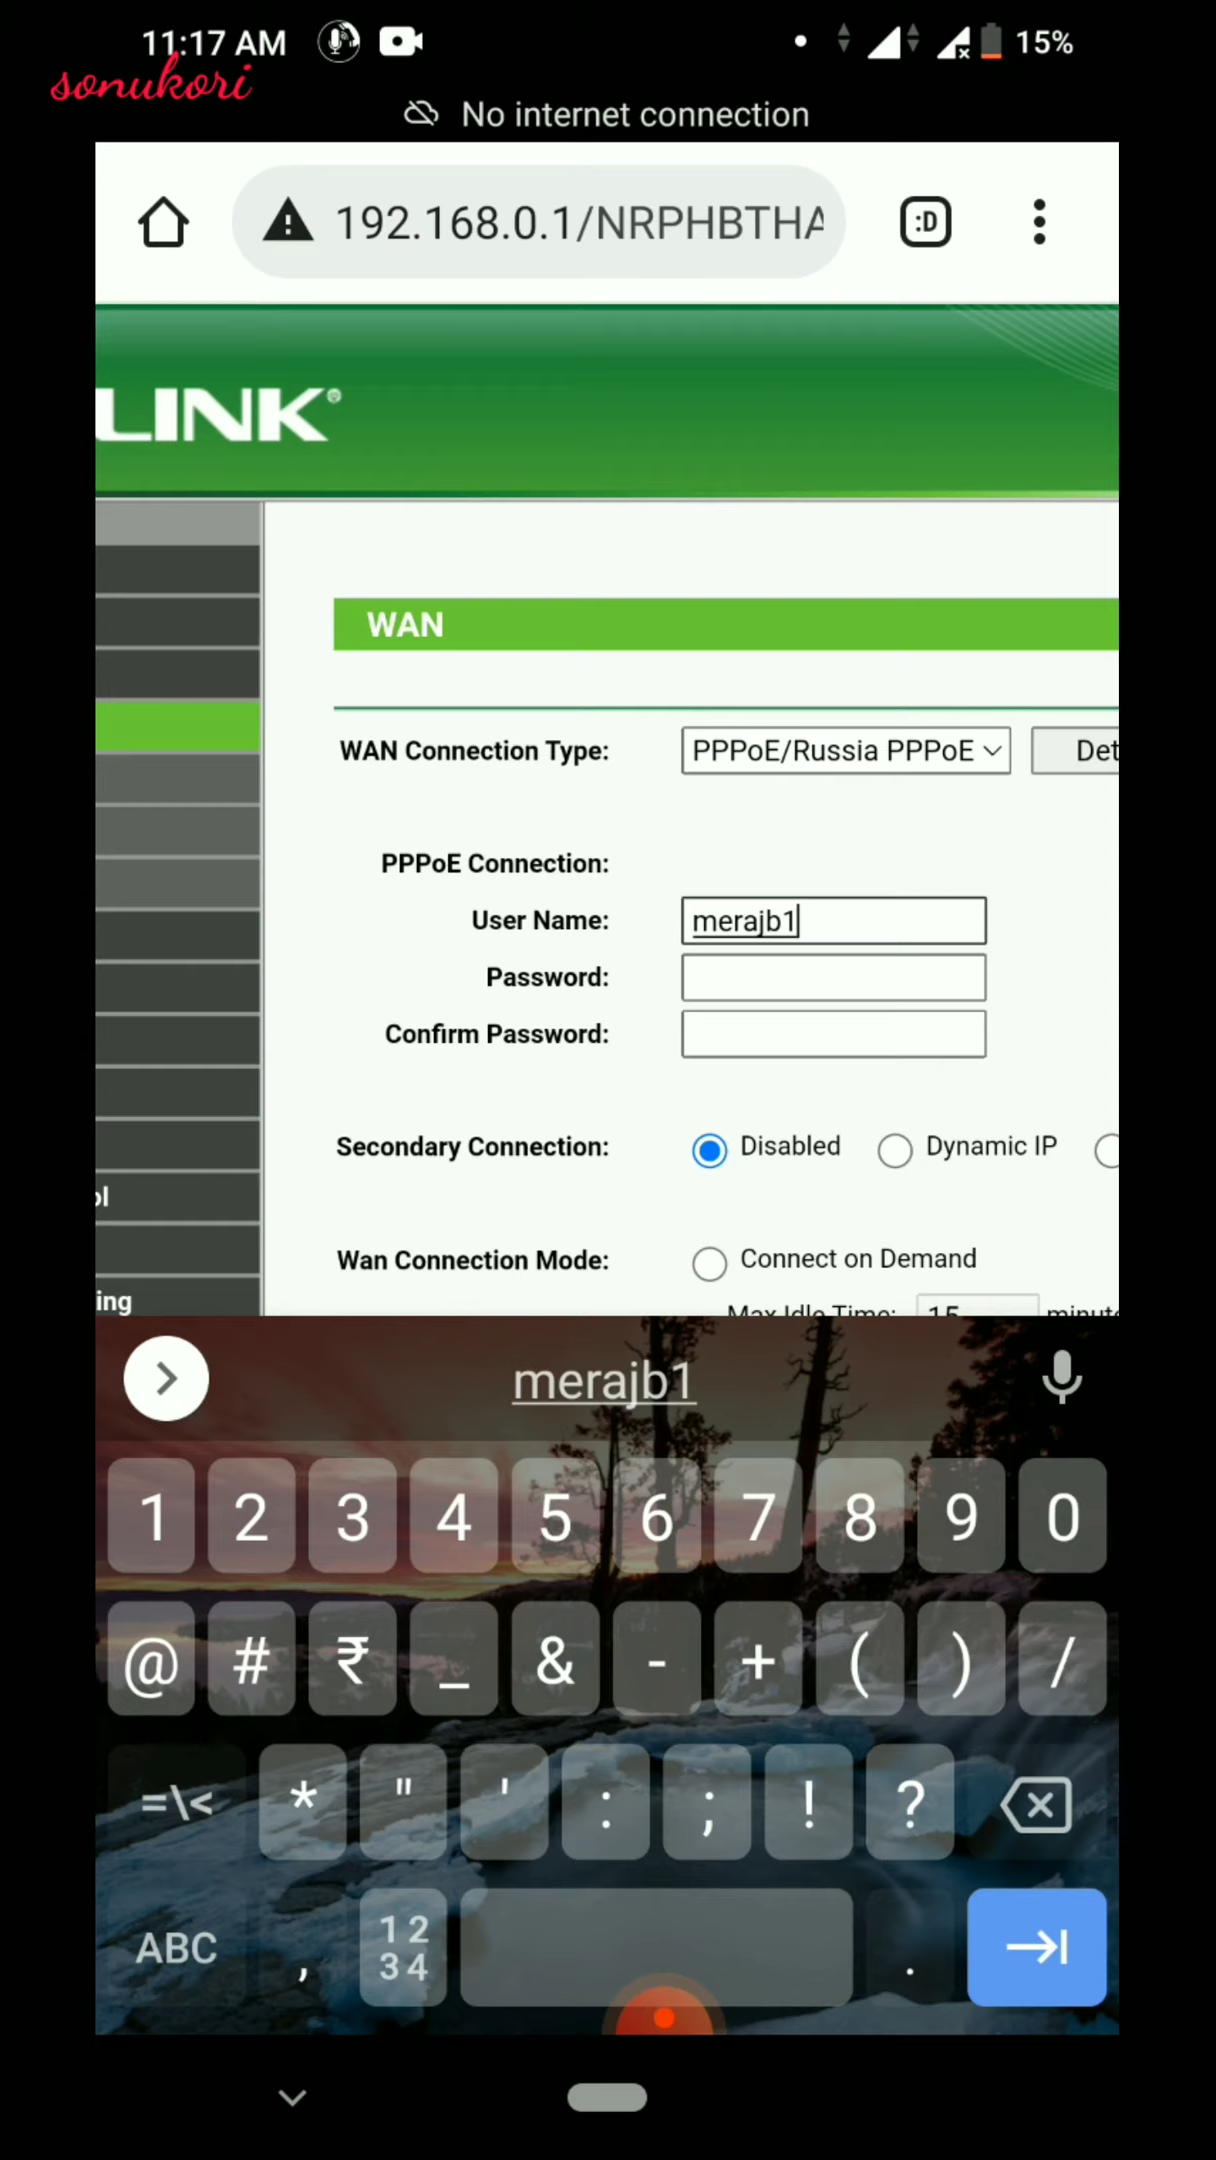 11:17 AM 15%
sonukori
No internet connection
192.168.0.1/NRPHBTHA
:D
LINK®
WAN
WAN Connection Type: PPPoE/Russia PPPoE Det
PPPoE Connection:
User Name: merajb1
Password:
Confirm Password:
Secondary Connection: Disabled Dynamic IP
ol
Wan Connection Mode: Connect on Demand
ing
Max Idle Time: 15 minut
merajb1
1 2 3 4 5 6 7 8 9 0
@ # ₹ _ & - + ( ) /
=\< * " ' : ; ! ?
ABC , 1 2 3 4 .